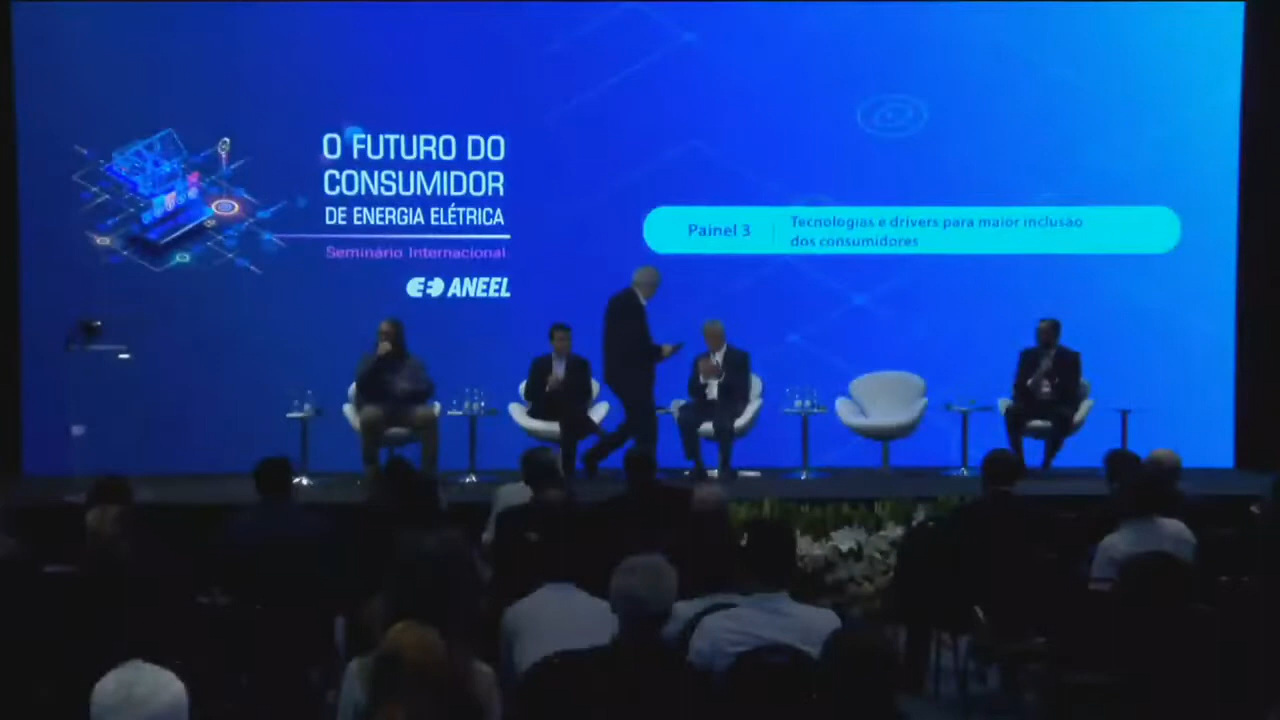 O FUTURO DO
CONSUMIDOR
DE ENERGIA ELÉTRICA
Seminário Internacional
ANEEL
Painel 3
Tecnologias e drivers para maior inclusão
dos consumidores